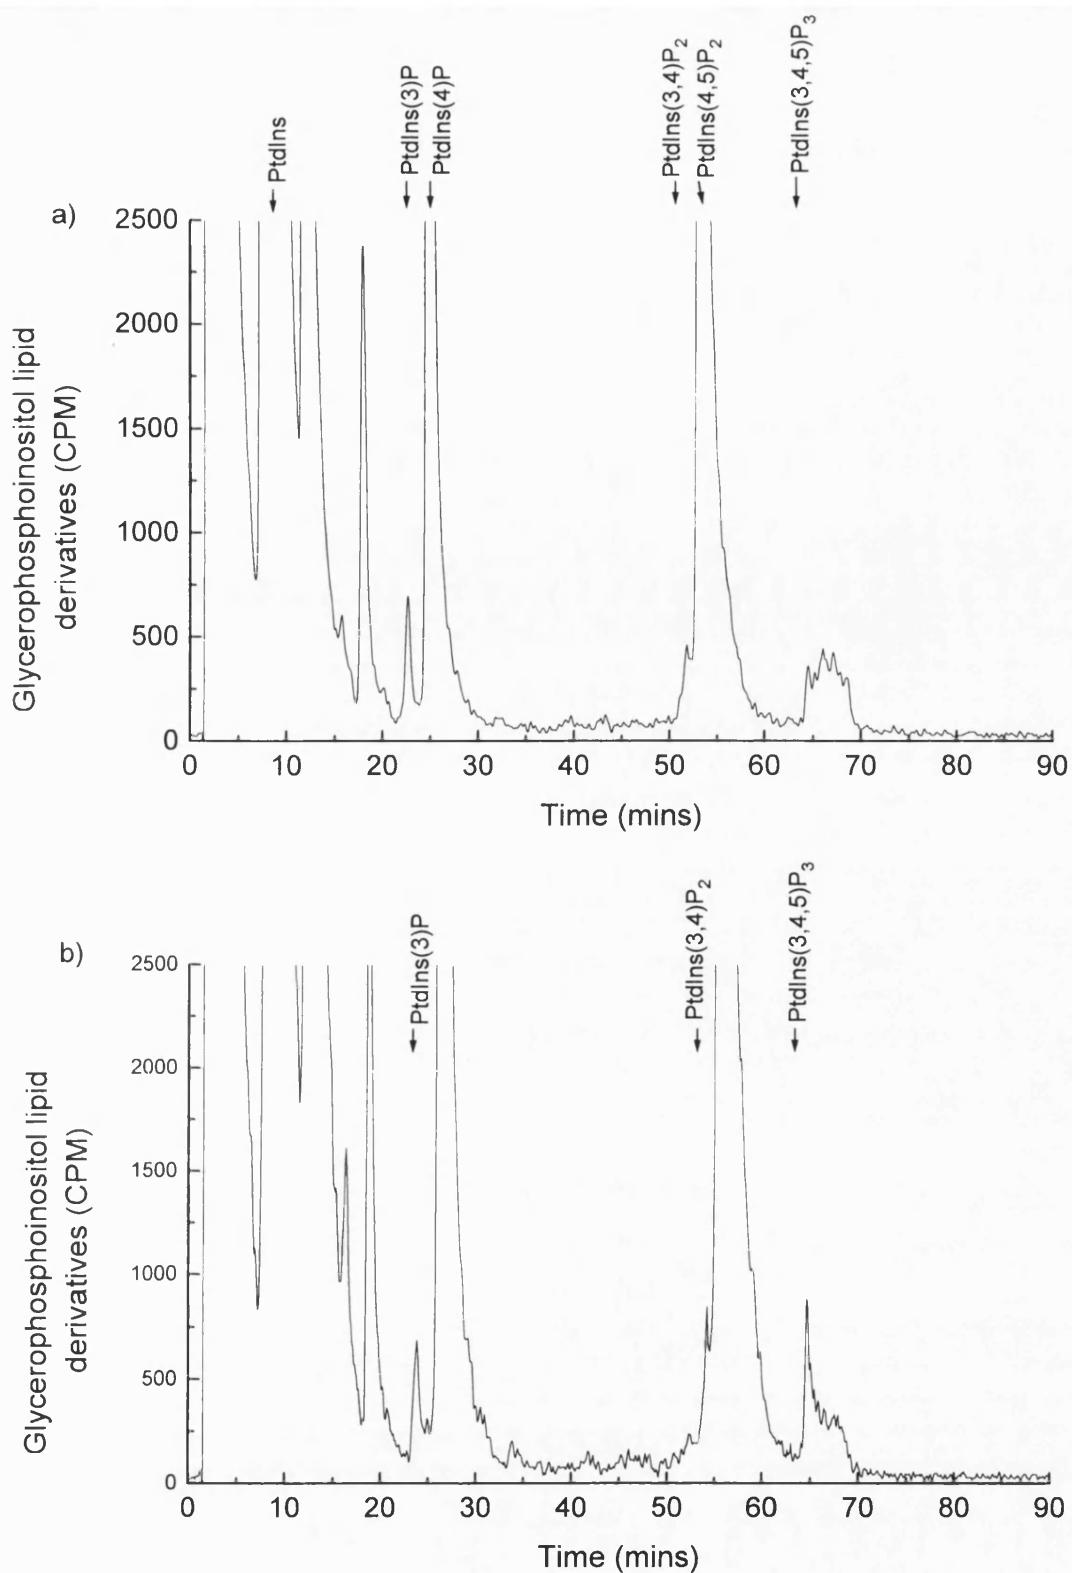 PtdIns
PtdIns(3)P
PtdIns(4)P
PtdIns(3,4)P2
PtdIns(4,5)P2
PtdIns(3,4,5)P3
a)
Glycerophosphoinositol lipid
derivatives (CPM)
2500
2000
1500
1000
500
0
0 10 20 30 40 50 60 70 80 90
Time (mins)
b)
PtdIns(3)P
PtdIns(3,4)P2
PtdIns(3,4,5)P3
Glycerophosphoinositol lipid
derivatives (CPM)
2500
2000
1500
1000
500
0
0 10 20 30 40 50 60 70 80 90
Time (mins)